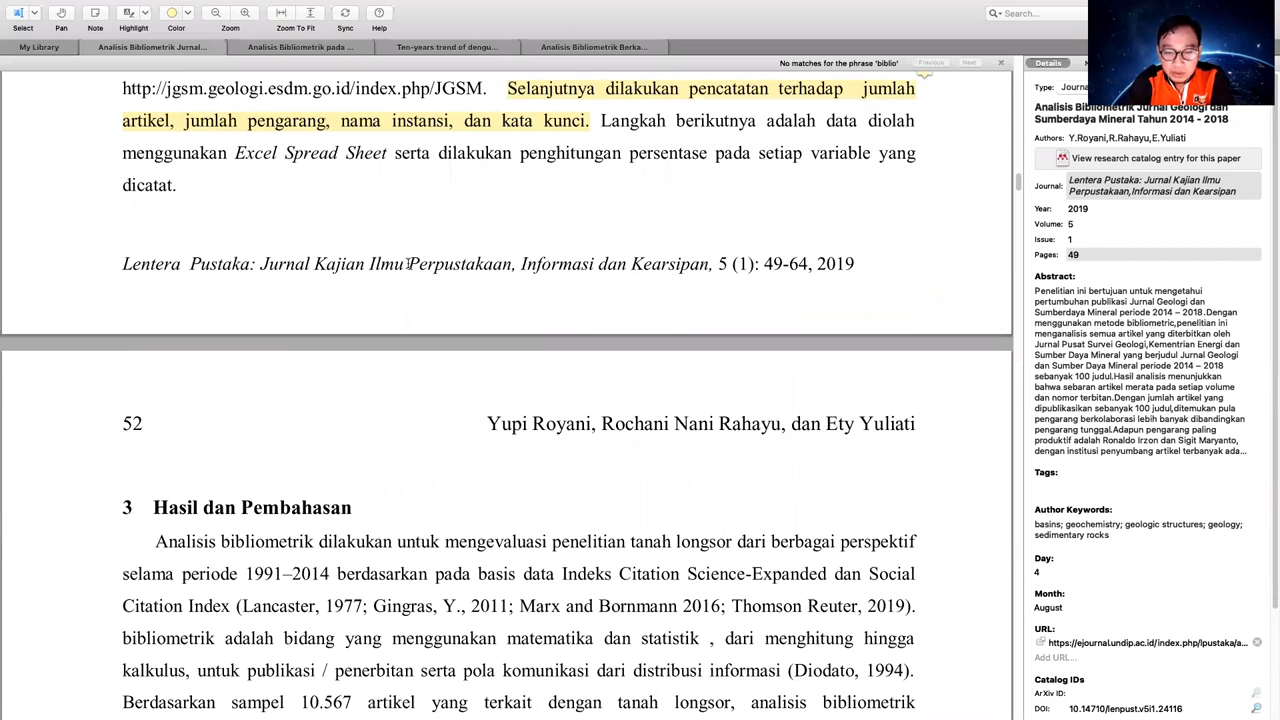 Select
Pan
Note
Highlight
Color
Zoom
Zoom To Fit
Sync
Help
Search...
My Library
Analisis Bibliometrik Jurnal...
Analisis Bibliometrik pada ...
Ten-years trend of dengu...
Analisis Bibliometrik Berka...
No matches for the phrase 'biblio'
Previous
Next
http://jgsm.geologi.esdm.go.id/index.php/JGSM. Selanjutnya dilakukan pencatatan terhadap jumlah
artikel, jumlah pengarang, nama instansi, dan kata kunci. Langkah berikutnya adalah data diolah
menggunakan Excel Spread Sheet serta dilakukan penghitungan persentase pada setiap variable yang
dicatat.
Lentera Pustaka: Jurnal Kajian Ilmu Perpustakaan, Informasi dan Kearsipan, 5 (1): 49-64, 2019
52 Yupi Royani, Rochani Nani Rahayu, dan Ety Yuliati
3 Hasil dan Pembahasan
Analisis bibliometrik dilakukan untuk mengevaluasi penelitian tanah longsor dari berbagai perspektif
selama periode 1991–2014 berdasarkan pada basis data Indeks Citation Science-Expanded dan Social
Citation Index (Lancaster, 1977; Gingras, Y., 2011; Marx and Bornmann 2016; Thomson Reuter, 2019).
bibliometrik adalah bidang yang menggunakan matematika dan statistik , dari menghitung hingga
kalkulus, untuk publikasi / penerbitan serta pola komunikasi dari distribusi informasi (Diodato, 1994).
Berdasarkan sampel 10.567 artikel yang terkait dengan tanah longsor, analisis bibliometrik
Details
Type: Journa
Analisis Bibliometrik Jurnal Geologi dan
Sumberdaya Mineral Tahun 2014 - 2018
Authors: Y.Royani,R.Rahayu,E.Yuliati
View research catalog entry for this paper
Journal: Lentera Pustaka: Jurnal Kajian Ilmu
Perpustakaan,Informasi dan Kearsipan
Year: 2019
Volume: 5
Issue: 1
Pages: 49
Abstract:
Penelitian ini bertujuan untuk mengetahui
pertumbuhan publikasi Jurnal Geologi dan
Sumberdaya Mineral periode 2014 – 2018.Dengan
menggunakan metode bibliometric,penelitian ini
menganalisis semua artikel yang diterbitkan oleh
Jurnal Pusat Survei Geologi,Kementrian Energi dan
Sumber Daya Mineral yang berjudul Jurnal Geologi
dan Sumber Daya Mineral periode 2014 – 2018
sebanyak 100 judul.Hasil analisis menunjukkan
bahwa sebaran artikel merata pada setiap volume
dan nomor terbitan.Dengan jumlah artikel yang
dipublikasikan sebanyak 100 judul,ditemukan pula
pengarang berkolaborasi lebih banyak dibandingkan
pengarang tunggal.Adapun pengarang paling
produktif adalah Ronaldo Irzon dan Sigit Maryanto,
dengan institusi penyumbang artikel terbanyak ada...
Tags:
Author Keywords:
basins; geochemistry; geologic structures; geology;
sedimentary rocks
Day:
4
Month:
August
URL:
https://ejournal.undip.ac.id/index.php/lpustaka/a...
Add URL...
Catalog IDs
ArXiv ID:
DOI: 10.14710/lenpust.v5i1.24116